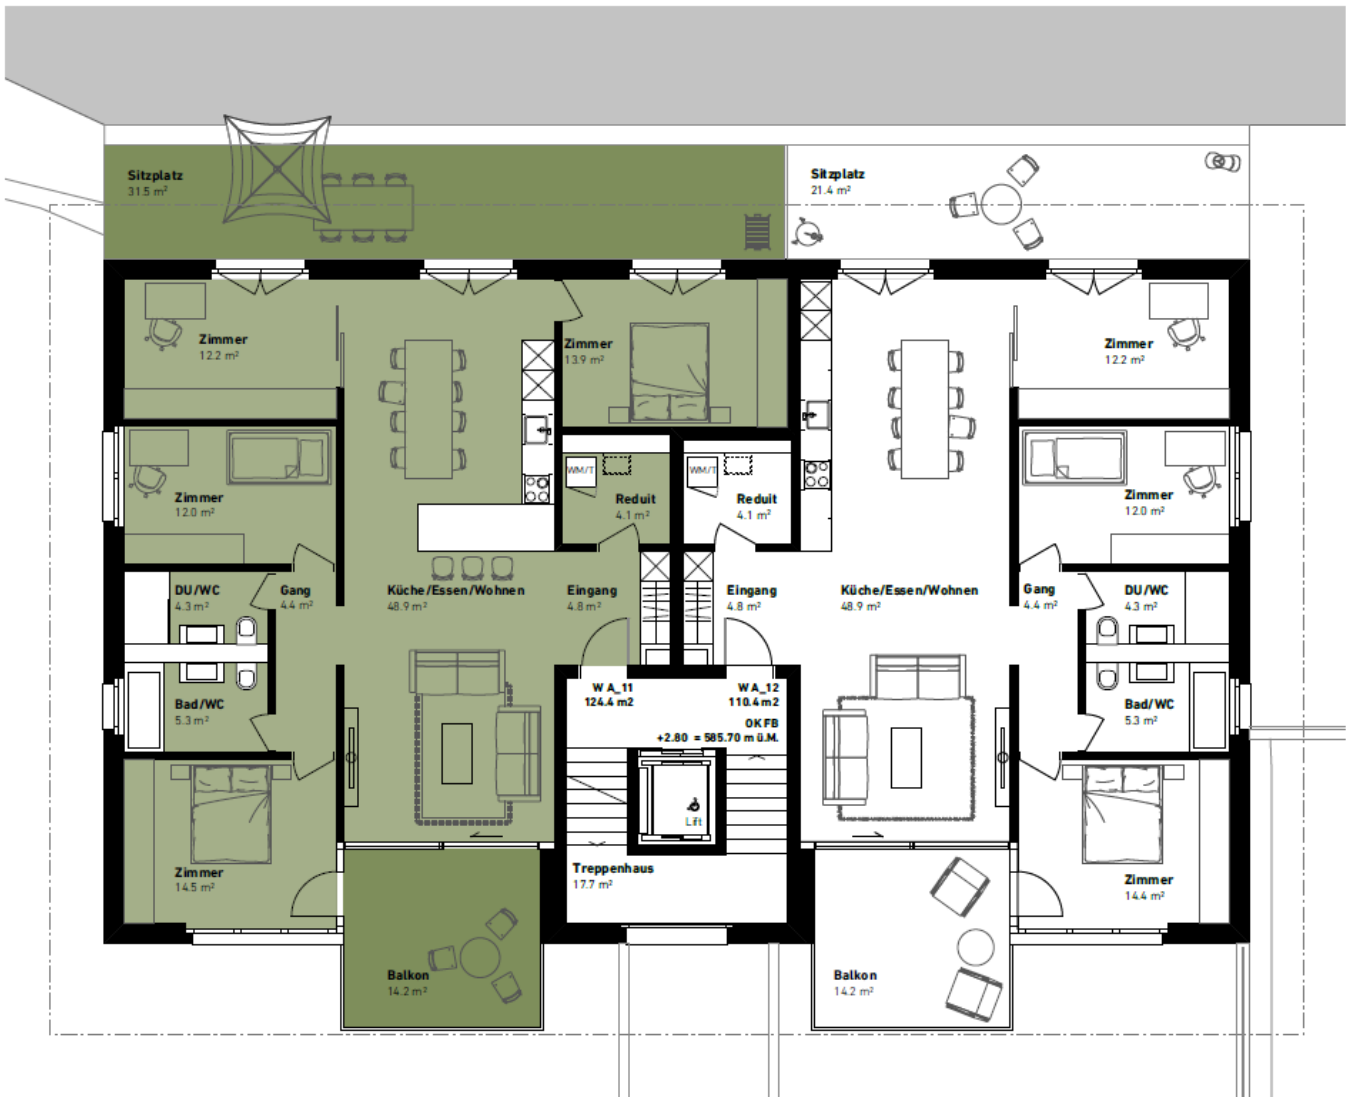 Sitzplatz
31.5 m²
Sitzplatz
21.4 m²
Zimmer
12.2 m²
Zimmer
13.9 m²
Zimmer
12.2 m²
Zimmer
12.0 m²
WM/T
Reduit
4.1 m²
WM/T
Reduit
4.1 m²
Zimmer
12.0 m²
DU/WC
4.3 m²
Gang
4.4 m²
Küche/Essen/Wohnen
48.9 m²
Eingang
4.8 m²
Eingang
4.8 m²
Küche/Essen/Wohnen
48.9 m²
Gang
4.4 m²
DU/WC
4.3 m²
Bad/WC
5.3 m²
W A_11
124.4 m2
W A_12
110.4 m2
OK FB
+2.80 = 585.70 m ü.M.
Bad/WC
5.3 m²
Lift
Zimmer
14.5 m²
Treppenhaus
17.7 m²
Zimmer
14.4 m²
Balkon
14.2 m²
Balkon
14.2 m²